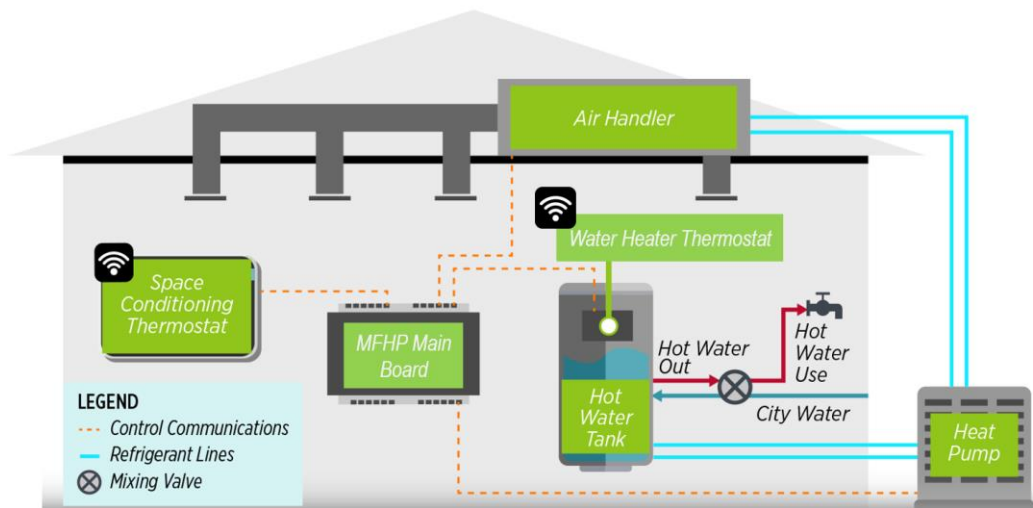 Air Handler
Water Heater Thermostat
Space
Conditioning
Thermostat
MFHP Main
Board
Hot Water
Out
Hot
Water
Use
Hot
Water
Tank
City Water
Heat
Pump
LEGEND
Control Communications
Refrigerant Lines
Mixing Valve